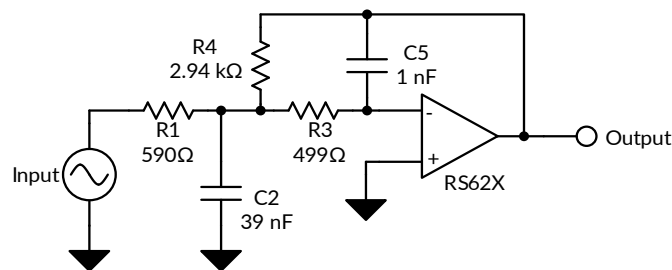 R4
2.94 kΩ
C5
1 nF
R1
590Ω
R3
499Ω
-
+
RS62X
Output
Input
C2
39 nF